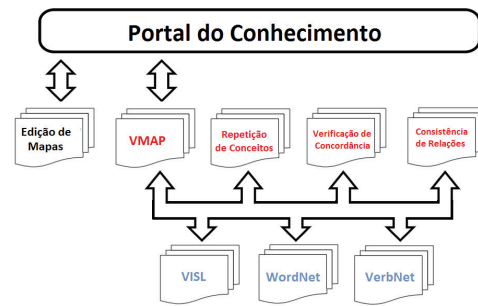 Portal do Conhecimento
Edição de
Mapas
VMAP
Repetição
de Conceitos
Verificação de
Concordância
Consistência
de Relações
VISL
WordNet
VerbNet